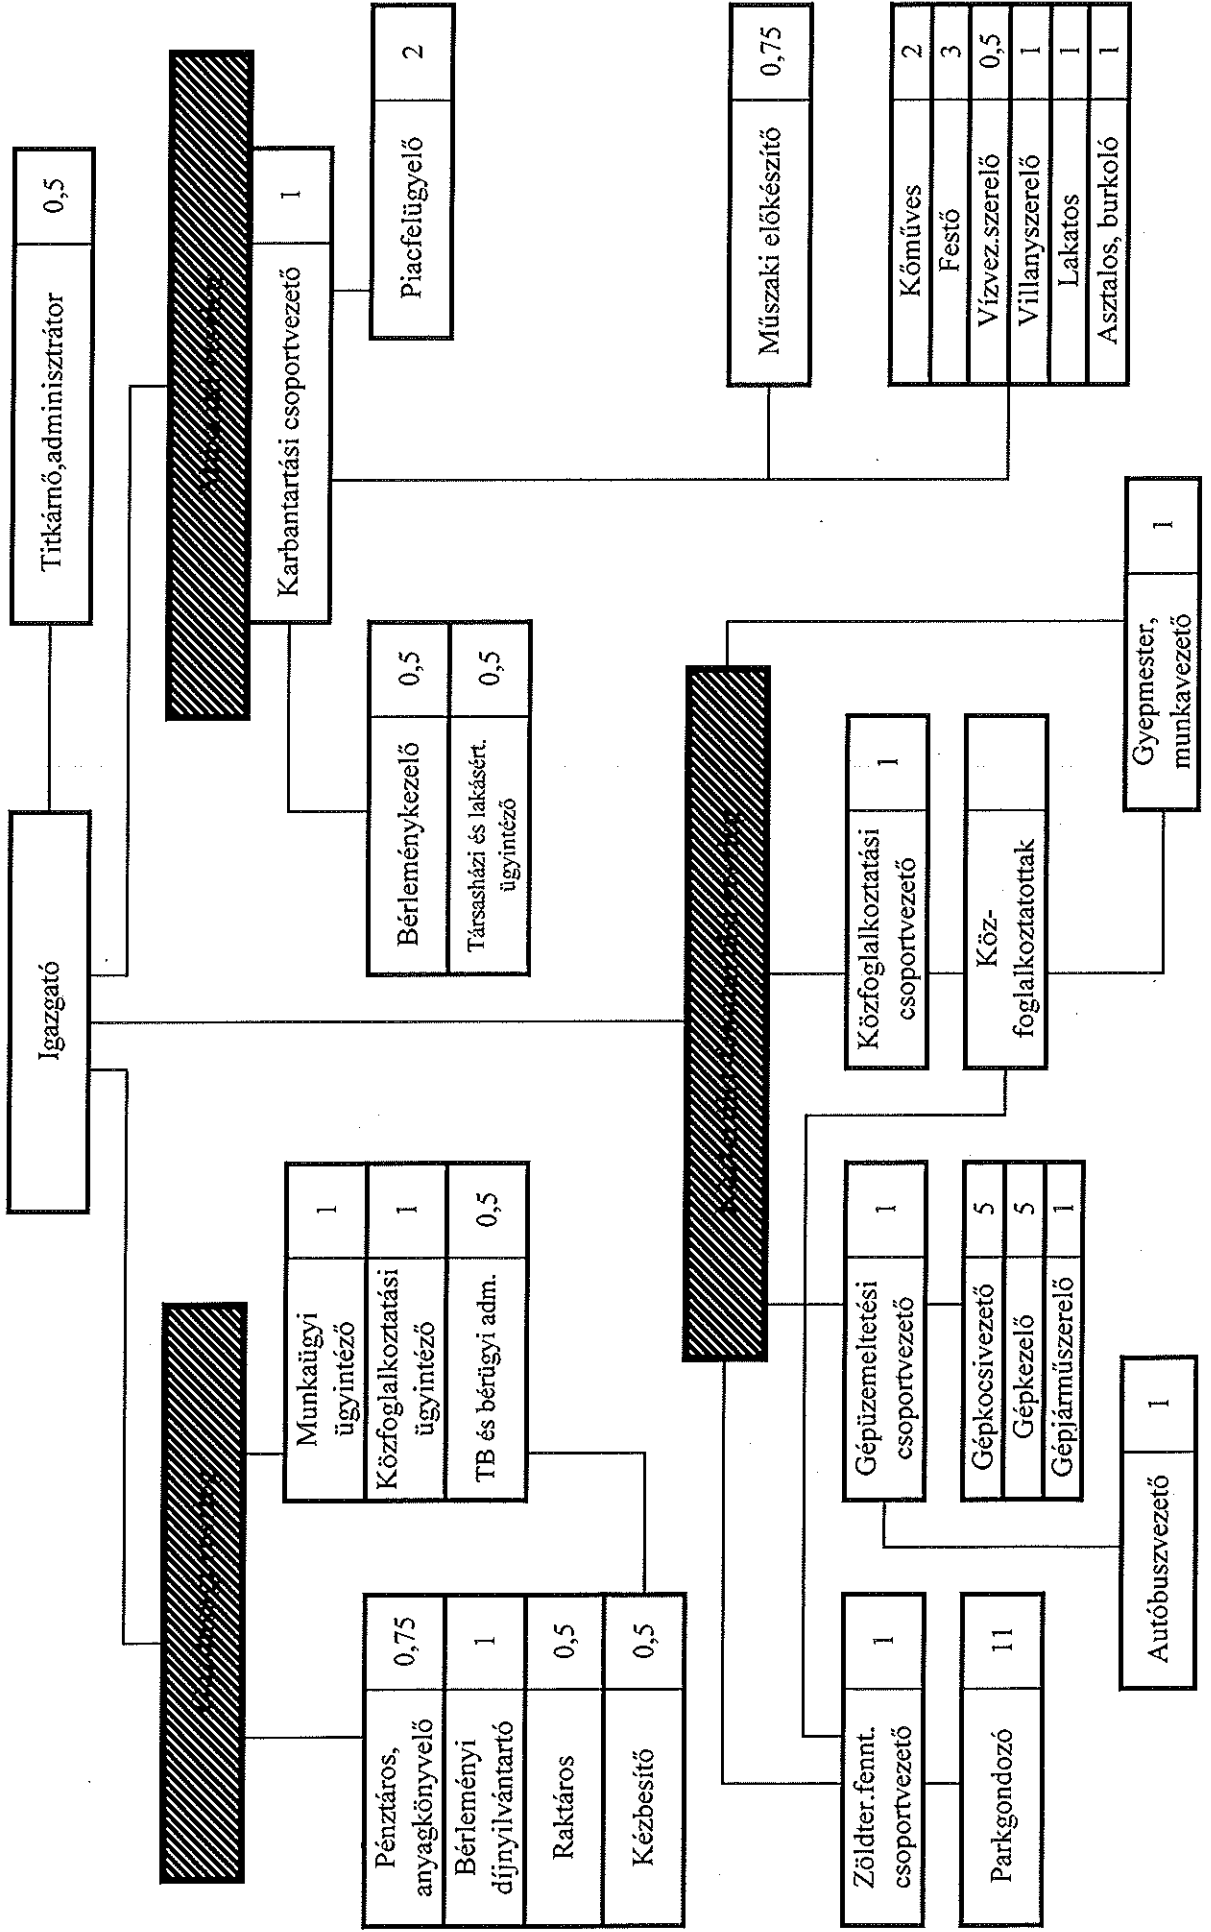 Igazgató
Titkárnő,adminisztrátor 0,5
Munkaügyi
ügyintéző 1
Közfoglalkoztatási
ügyintéző 1
TB és bérügyi adm. 0,5
Pénztáros,
anyagkönyvelő 0,75
Bérleményi
díjnyilvántartó 1
Raktáros 0,5
Kézbesítő 0,5
Karbantartási csoportvezető 1
Bérleménykezelő 0,5
Társasházi és lakásért.
ügyintéző 0,5
Piacfelügyelő 2
Műszaki előkészítő 0,75
Kőműves 2
Festő 3
Vízvez.szerelő 0,5
Villanyszerelő 1
Lakatos 1
Asztalos, burkoló 1
Zöldter.fennt.
csoportvezető 1
Parkgondozó 11
Gépüzemeltetési
csoportvezető 1
Gépkocsivezető 5
Gépkezelő 5
Gépjárműszerelő 1
Autóbuszvezető 1
Közfoglalkoztatási
csoportvezető 1
Köz-
foglalkoztatottak
Gyepmester,
munkavezető 1